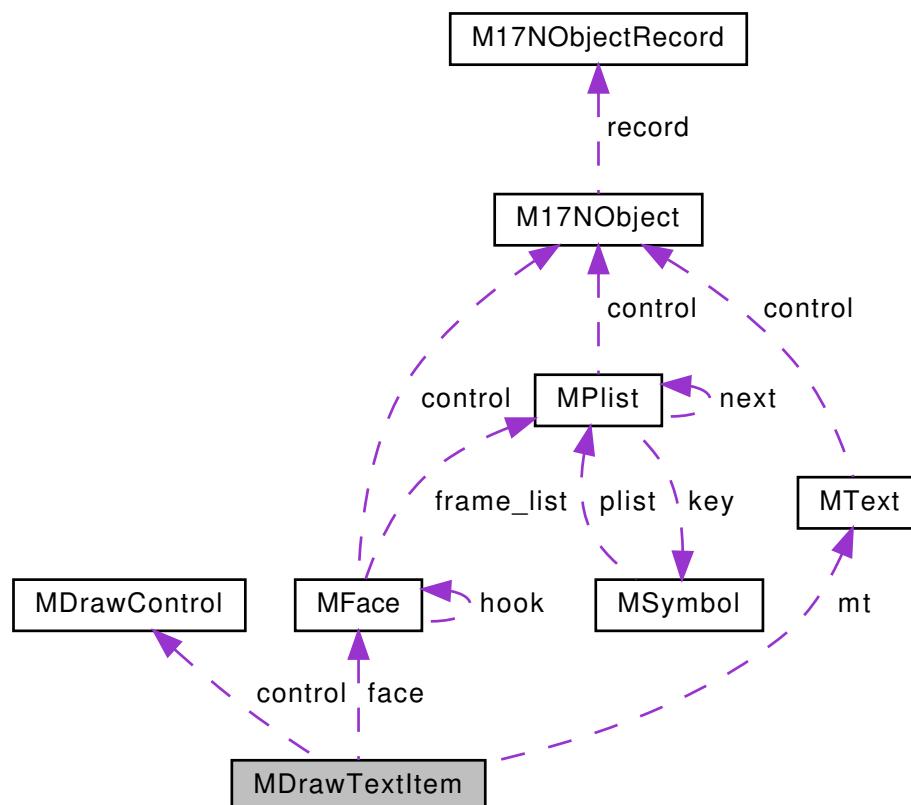 M17NObjectRecord
record
M17NObject
control
control
control
MPlist
next
frame_list
plist
key
MText
MDrawControl
MFace
hook
MSymbol
mt
control
face
MDrawTextItem